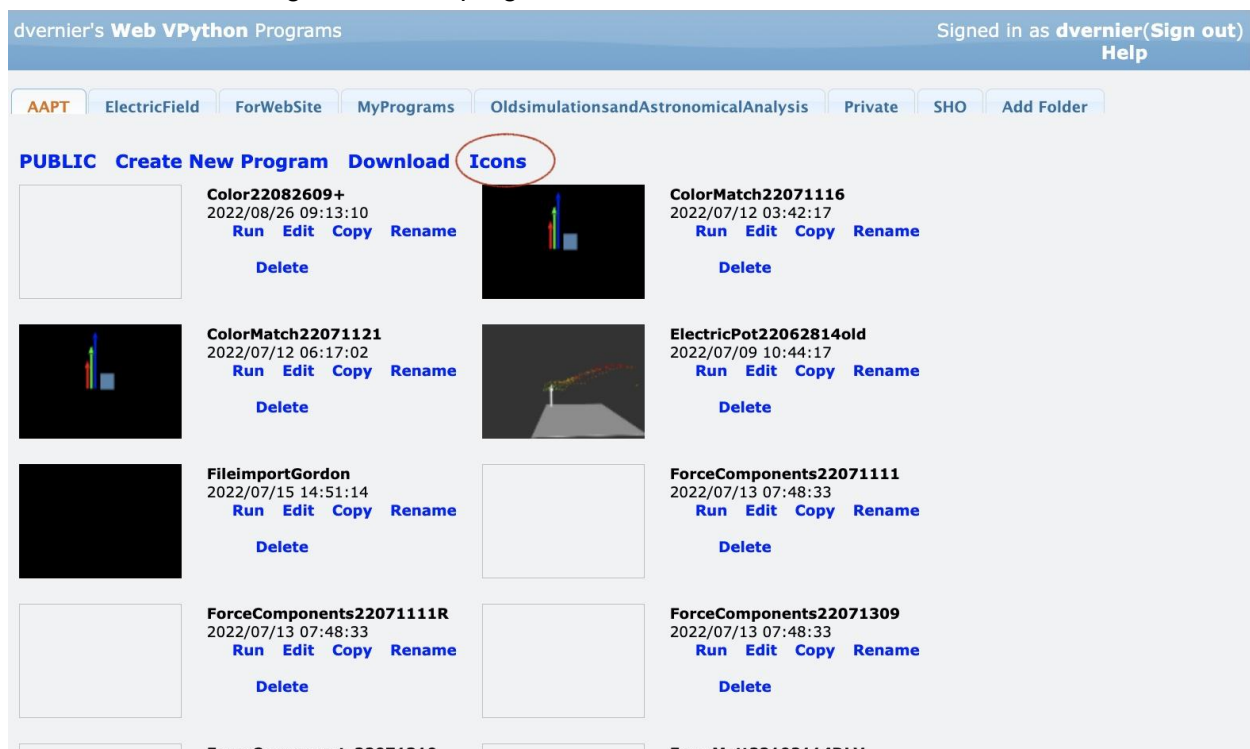 dvernier's Web VPython Programs
Signed in as dvernier(Sign out)
Help
AAPT ElectricField ForWebSite MyPrograms OldsimulationsandAstronomicalAnalysis Private SHO Add Folder
PUBLIC Create New Program Download Icons
Color22082609+
2022/08/26 09:13:10
Run Edit Copy Rename
Delete
ColorMatch22071116
2022/07/12 03:42:17
Run Edit Copy Rename
Delete
ColorMatch22071121
2022/07/12 06:17:02
Run Edit Copy Rename
Delete
ElectricPot22062814old
2022/07/09 10:44:17
Run Edit Copy Rename
Delete
FileimportGordon
2022/07/15 14:51:14
Run Edit Copy Rename
Delete
ForceComponents22071111
2022/07/13 07:48:33
Run Edit Copy Rename
Delete
ForceComponents22071111R
2022/07/13 07:48:33
Run Edit Copy Rename
Delete
ForceComponents22071309
2022/07/13 07:48:33
Run Edit Copy Rename
Delete